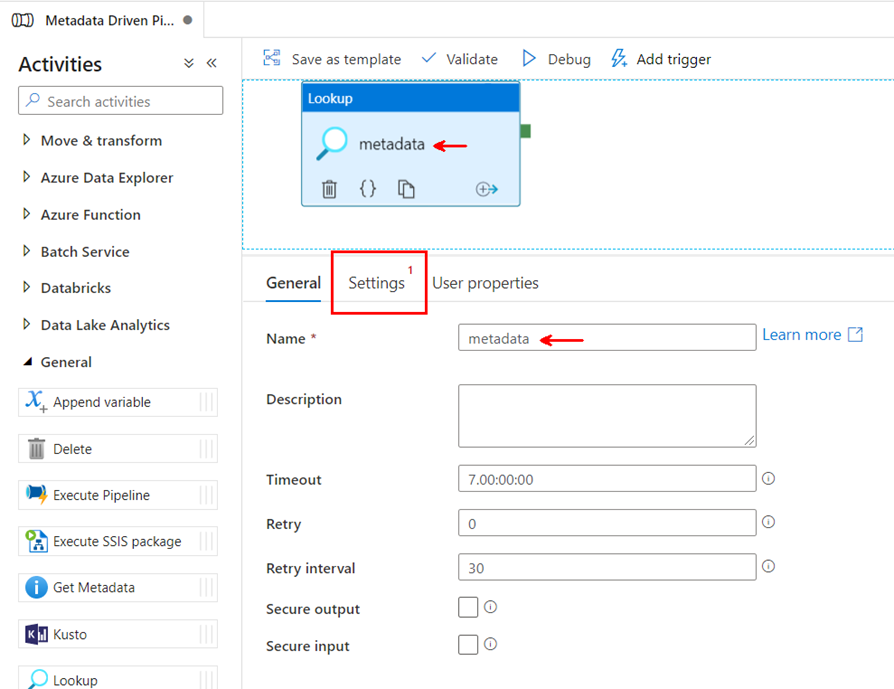 Metadata Driven Pi...
Activities
Search activities
Move & transform
Azure Data Explorer
Azure Function
Batch Service
Databricks
Data Lake Analytics
General
Append variable
Delete
Execute Pipeline
Execute SSIS package
Get Metadata
Kusto
Lookup
Save as template
Validate
Debug
Add trigger
Lookup
metadata
General
Settings 1
User properties
Name *
metadata
Learn more
Description
Timeout
7.00:00:00
Retry
0
Retry interval
30
Secure output
Secure input